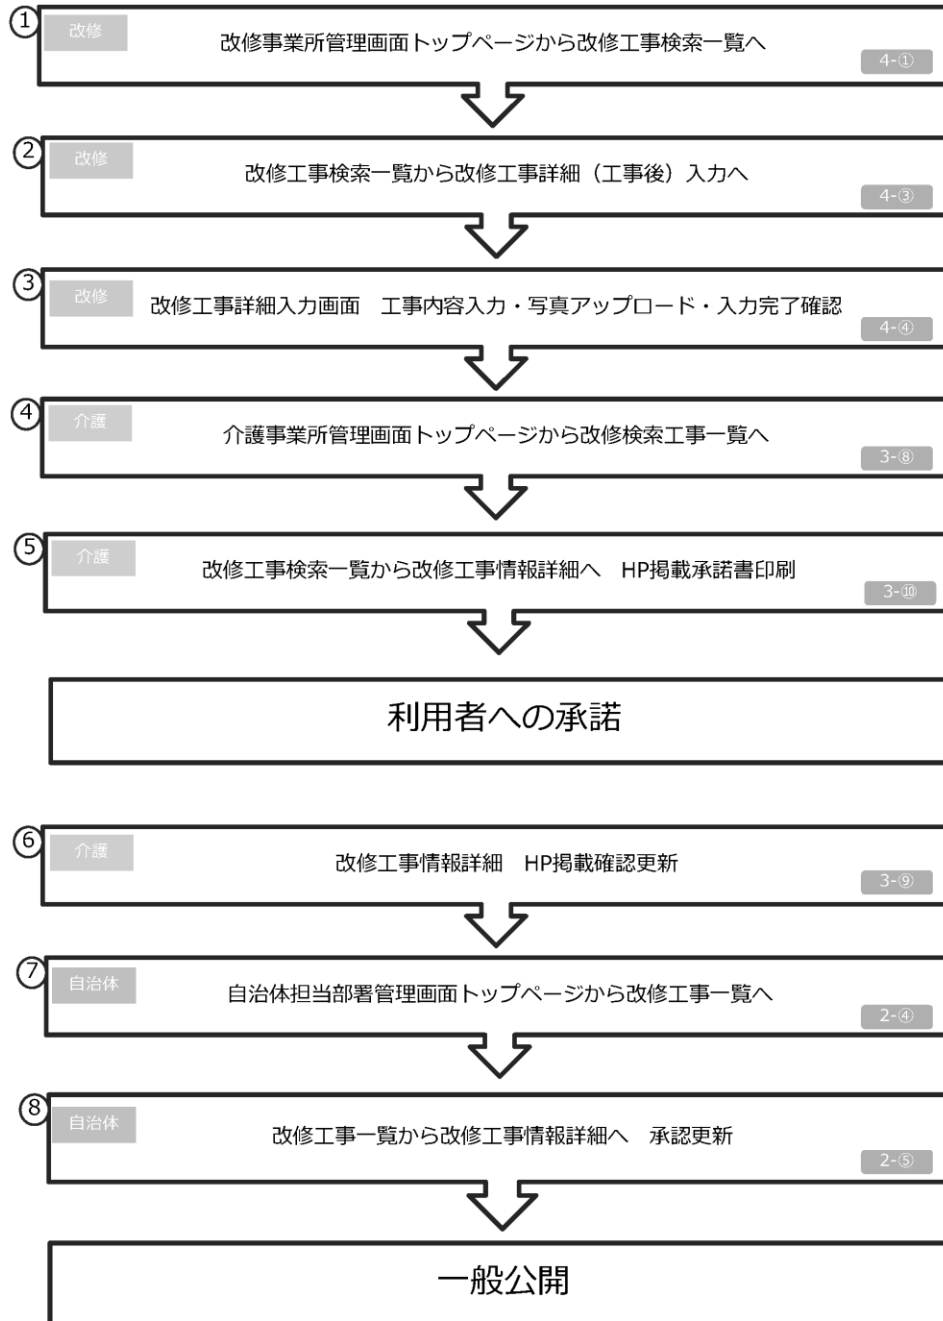 ①
改修
改修事業所管理画面トップページから改修工事検索一覧へ
4-①
②
改修
改修工事検索一覧から改修工事詳細（工事後）入力へ
4-③
③
改修
改修工事詳細入力画面　工事内容入力・写真アップロード・入力完了確認
4-④
④
介護
介護事業所管理画面トップページから改修検索工事一覧へ
3-⑧
⑤
介護
改修工事検索一覧から改修工事情報詳細へ　HP掲載承諾書印刷
3-⑩
利用者への承諾
⑥
介護
改修工事情報詳細　HP掲載確認更新
3-⑨
⑦
自治体
自治体担当部署管理画面トップページから改修工事一覧へ
2-④
⑧
自治体
改修工事一覧から改修工事情報詳細へ　承認更新
2-⑤
一般公開